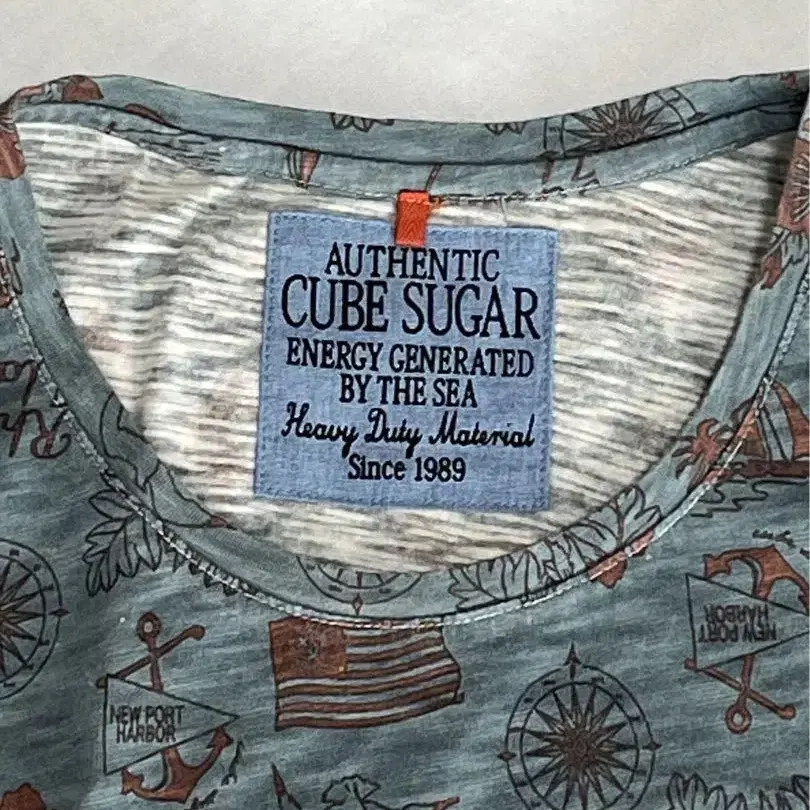 AUTHENTIC
CUBE SUGAR
ENERGY GENERATED
BY THE SEA
Heavy Duty Material
Since 1989
NEW PORT
HARBOR
NEW PORT
HARBOR